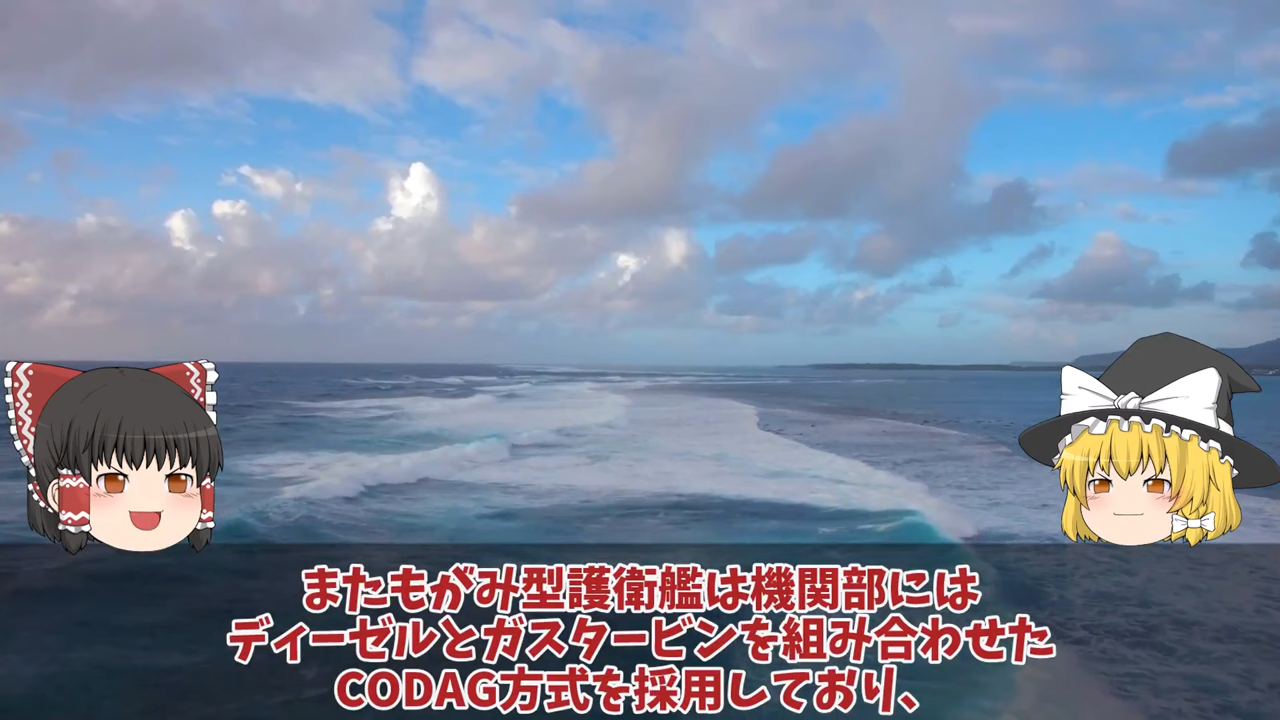 またもがみ型護衛艦は機関部には
ディーゼルとガスタービンを組み合わせた
CODAG方式を採用しており、